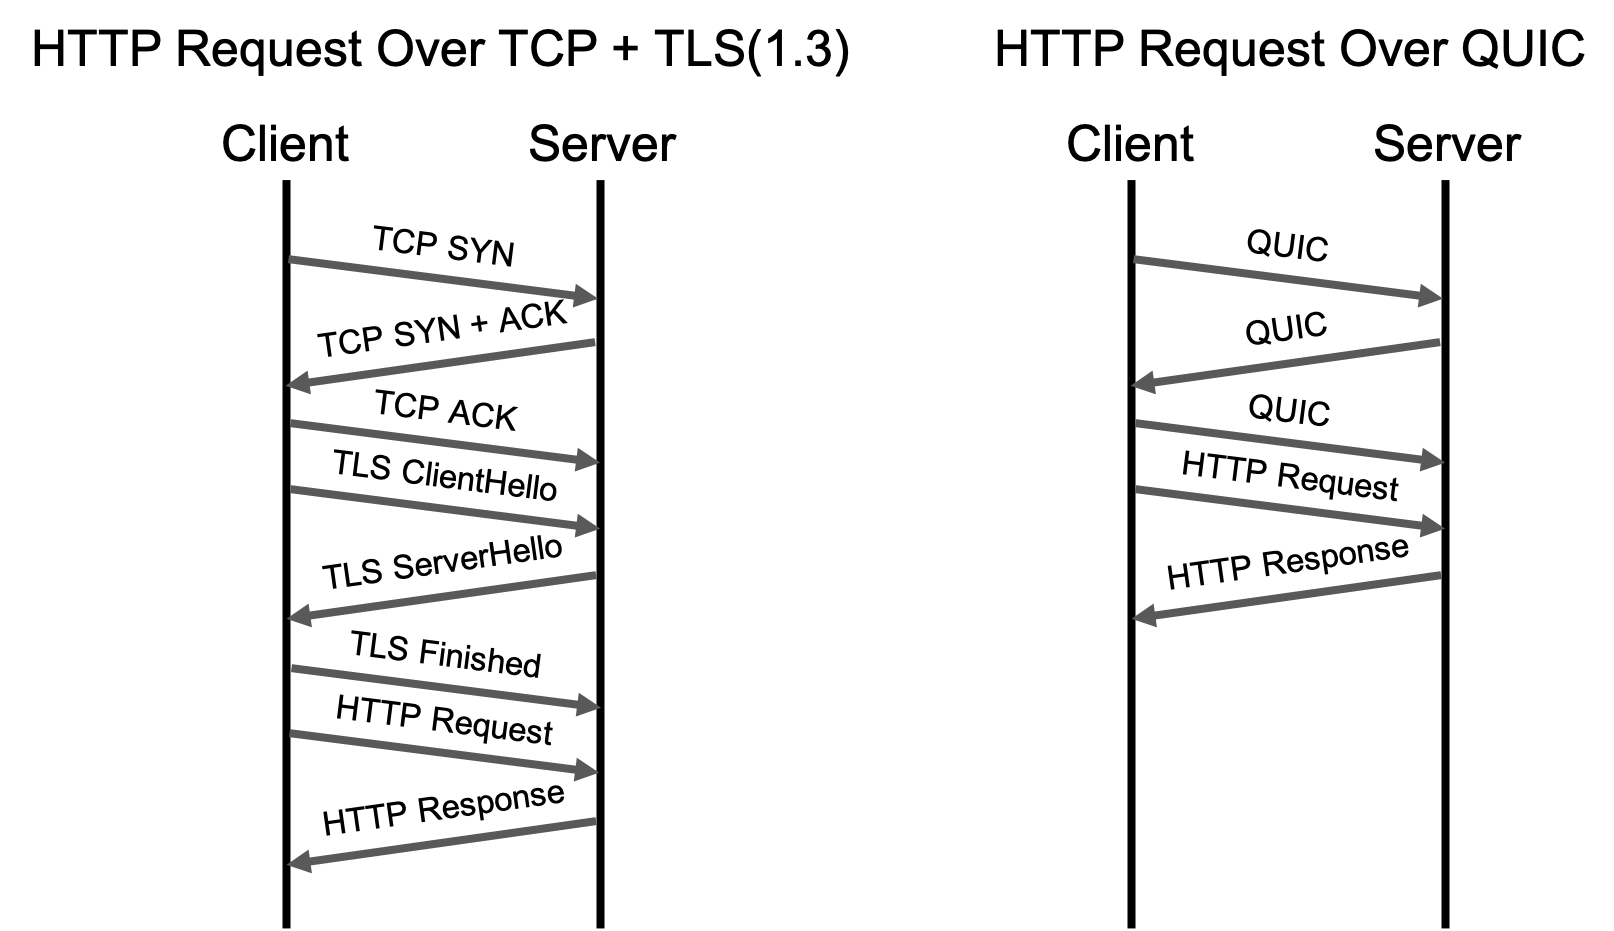 HTTP Request Over TCP + TLS(1.3)
Client
Server
TCP SYN
TCP SYN + ACK
TCP ACK
TLS ClientHello
TLS ServerHello
TLS Finished
HTTP Request
HTTP Response
HTTP Request Over QUIC
Client
Server
QUIC
QUIC
QUIC
HTTP Request
HTTP Response